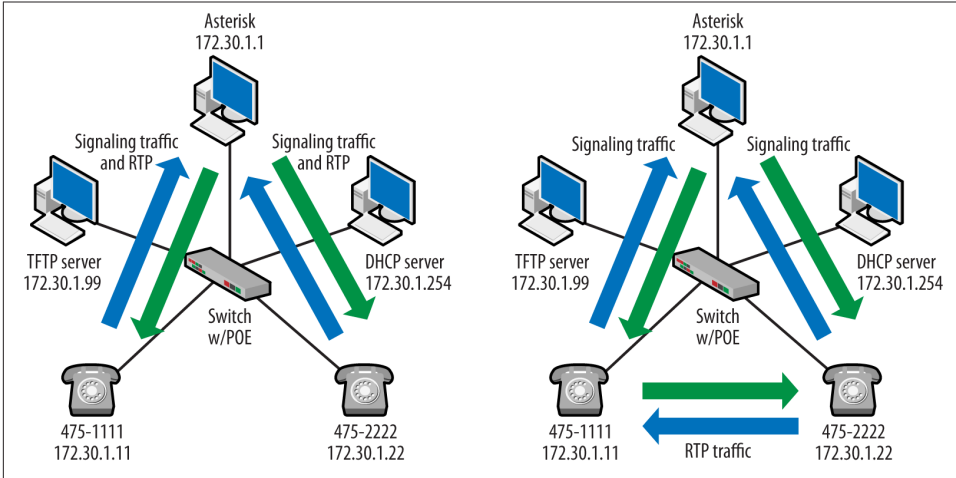 Asterisk
172.30.1.1
Signaling traffic
and RTP
Signaling traffic
and RTP
TFTP server
172.30.1.99
DHCP server
172.30.1.254
Switch
w/POE
475-1111
172.30.1.11
475-2222
172.30.1.22
Asterisk
172.30.1.1
Signaling traffic
Signaling traffic
TFTP server
172.30.1.99
DHCP server
172.30.1.254
Switch
w/POE
475-1111
172.30.1.11
RTP traffic
475-2222
172.30.1.22